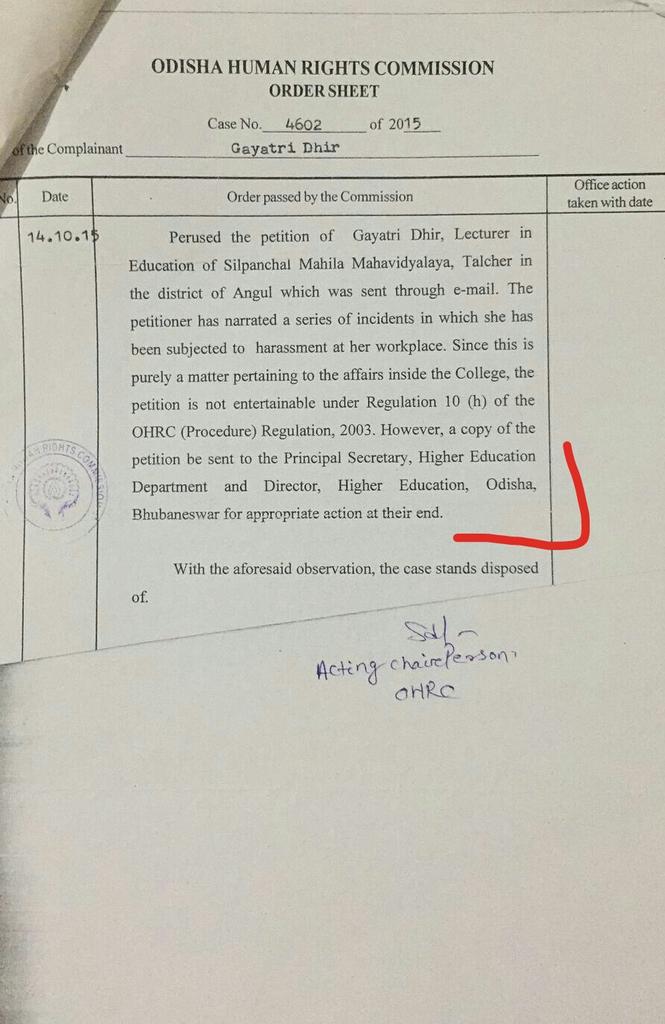 ODISHA HUMAN RIGHTS COMMISSION
ORDER SHEET
Case No. 4602 of 2015
of the Complainant Gayatri Dhir
No. Date Order passed by the Commission Office action
taken with date
14.10.15 Perused the petition of Gayatri Dhir, Lecturer in
Education of Silpanchal Mahila Mahavidyalaya, Talcher in
the district of Angul which was sent through e-mail. The
petitioner has narrated a series of incidents in which she has
been subjected to harassment at her workplace. Since this is
purely a matter pertaining to the affairs inside the College, the
petition is not entertainable under Regulation 10 (h) of the
OHRC (Procedure) Regulation, 2003. However, a copy of the
petition be sent to the Principal Secretary, Higher Education
Department and Director, Higher Education, Odisha,
Bhubaneswar for appropriate action at their end.
With the aforesaid observation, the case stands disposed
of.
RIGHTS COMMISSION
Sd/-
Acting ChairPerson,
OHRC